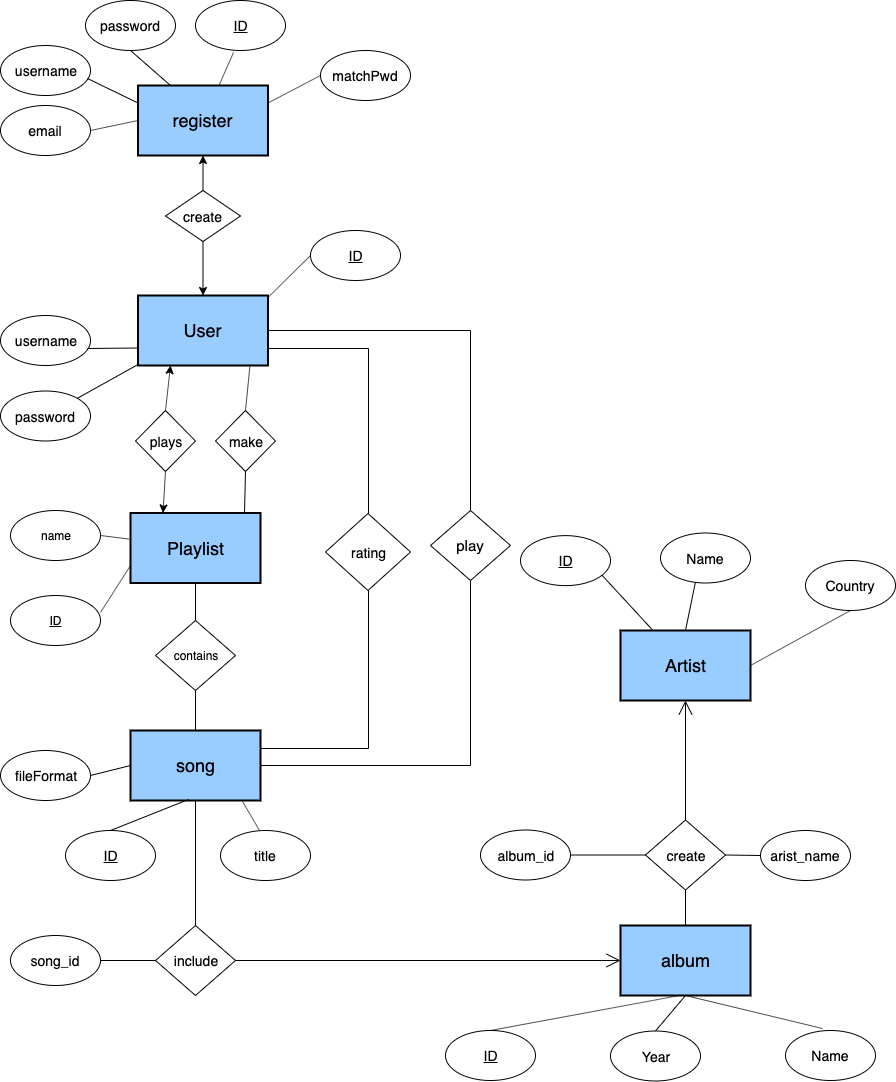 password
ID
username
matchPwd
register
email
create
ID
User
username
password
plays
make
name
Playlist
rating
play
ID
Name
Country
ID
contains
Artist
song
fileFormat
ID
title
album_id
create
arist_name
song_id
include
album
ID
Year
Name